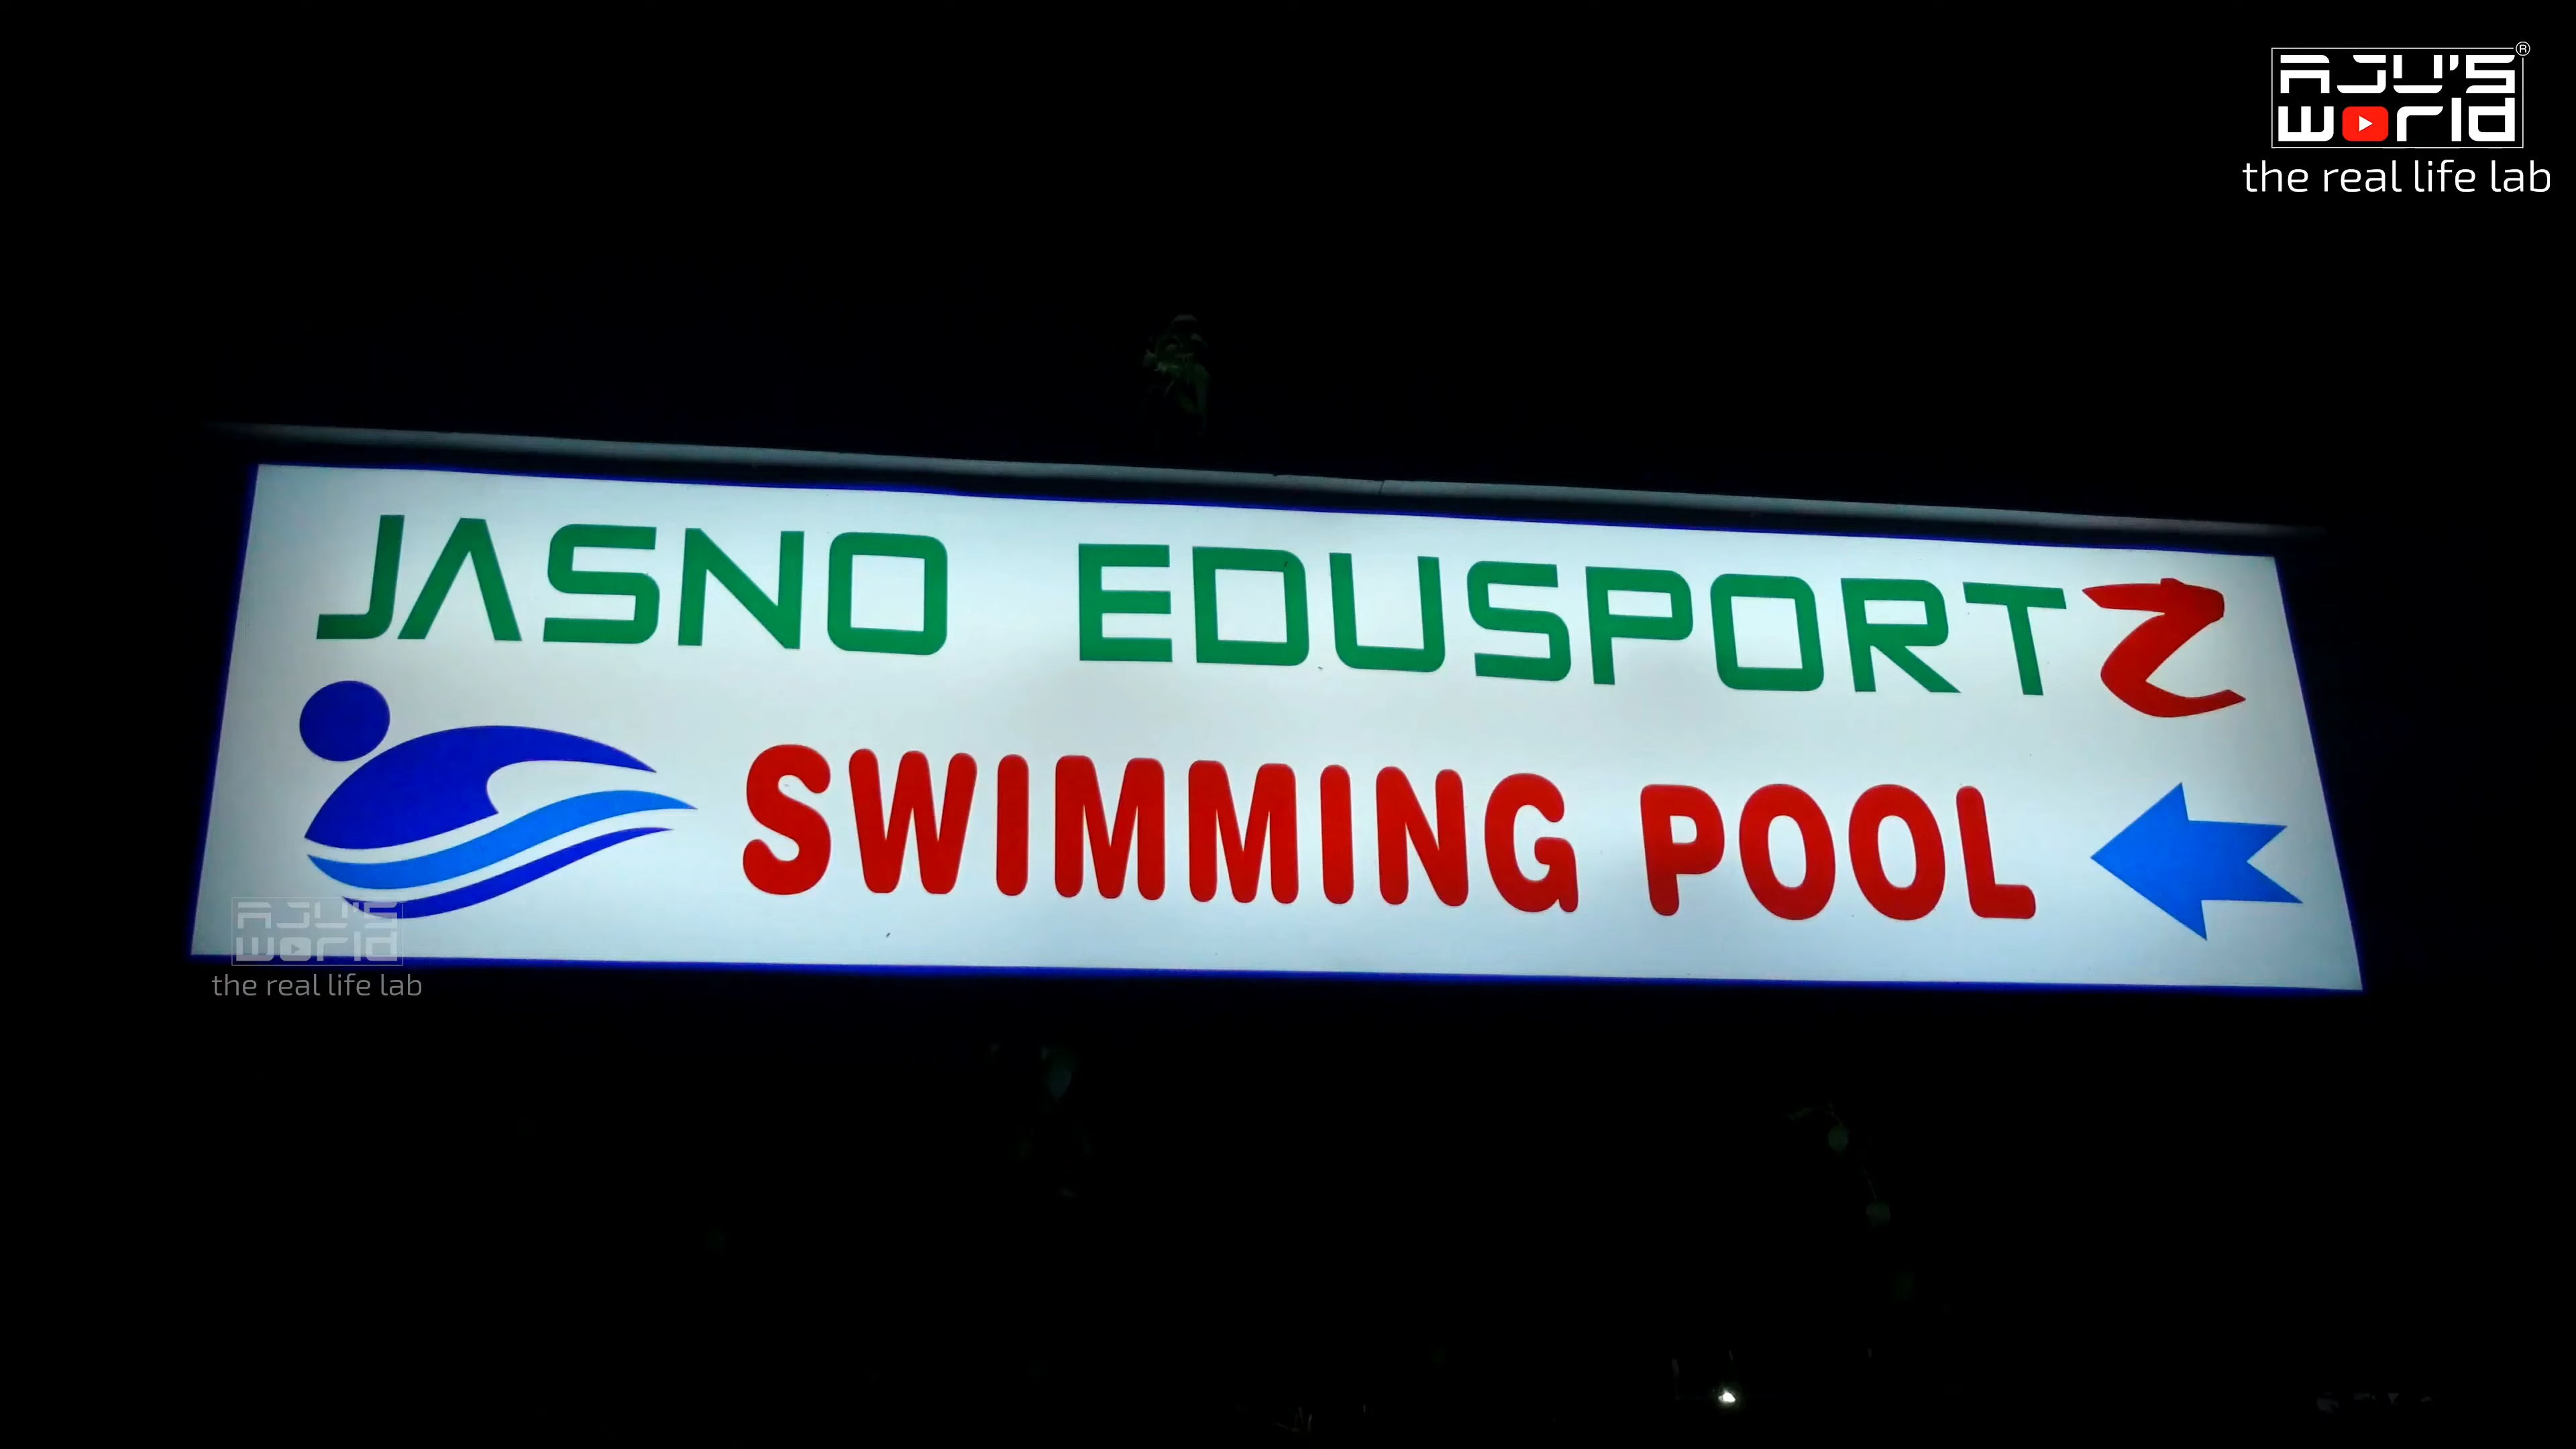 AJU'S
world
the real life lab
JASNO EDUSPORTZ
SWIMMING POOL
AJU'S
world
the real life lab